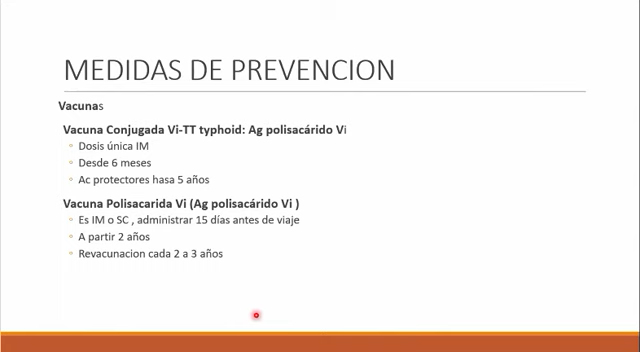 MEDIDAS DE PREVENCION
Vacunas
Vacuna Conjugada Vi-TT typhoid: Ag polisacárido Vi
Dosis única IM
Desde 6 meses
Ac protectores hasa 5 años
Vacuna Polisacarida Vi (Ag polisacárido Vi )
Es IM o SC , administrar 15 días antes de viaje
A partir 2 años
Revacunacion cada 2 a 3 años